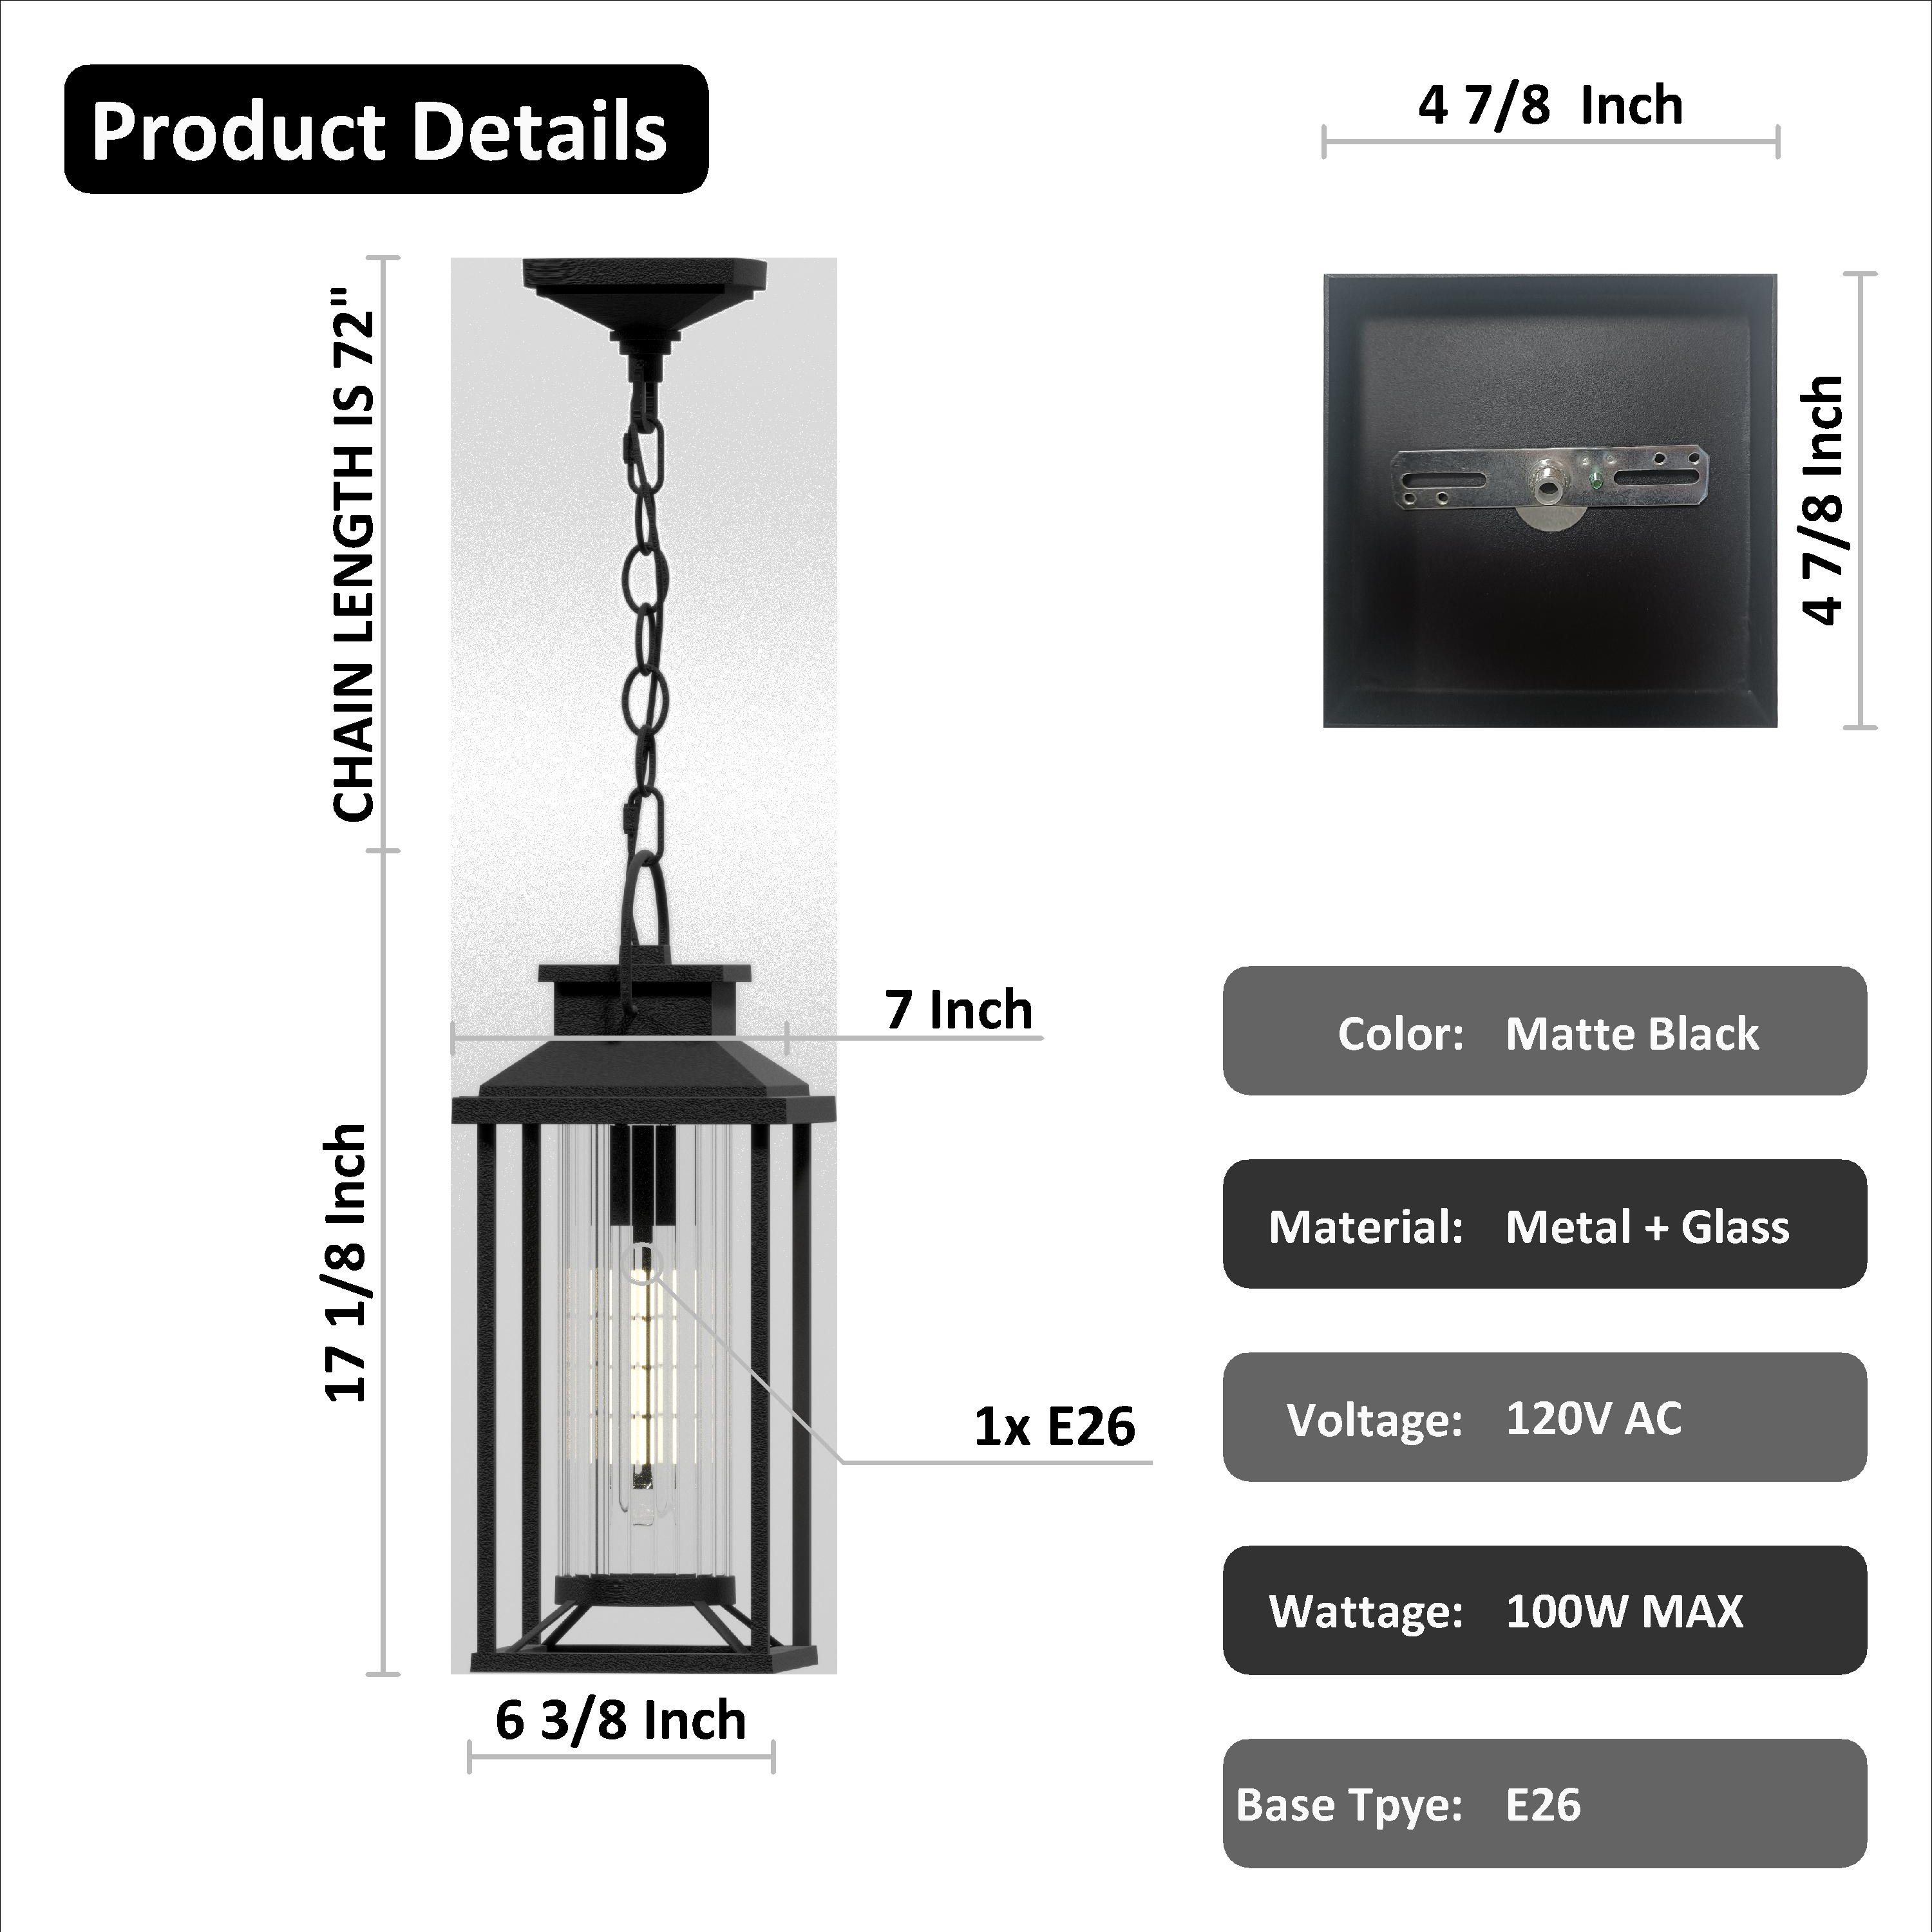 Product Details
4 7/8 Inch
CHAIN LENGTH IS 72"
4 7/8 Inch
7 Inch
Color: Matte Black
17 1/8 Inch
Material: Metal + Glass
1x E26
Voltage: 120V AC
Wattage: 100W MAX
6 3/8 Inch
Base Tpye: E26